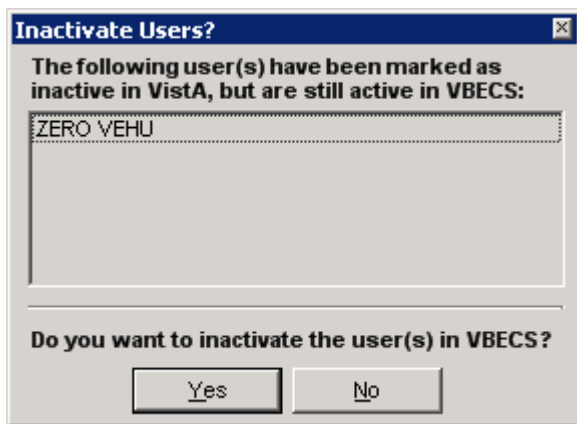 Inactivate Users?
The following user(s) have been marked as
inactive in VistA, but are still active in VBECS:
ZERO VEHU
Do you want to inactivate the user(s) in VBECS?
Yes No